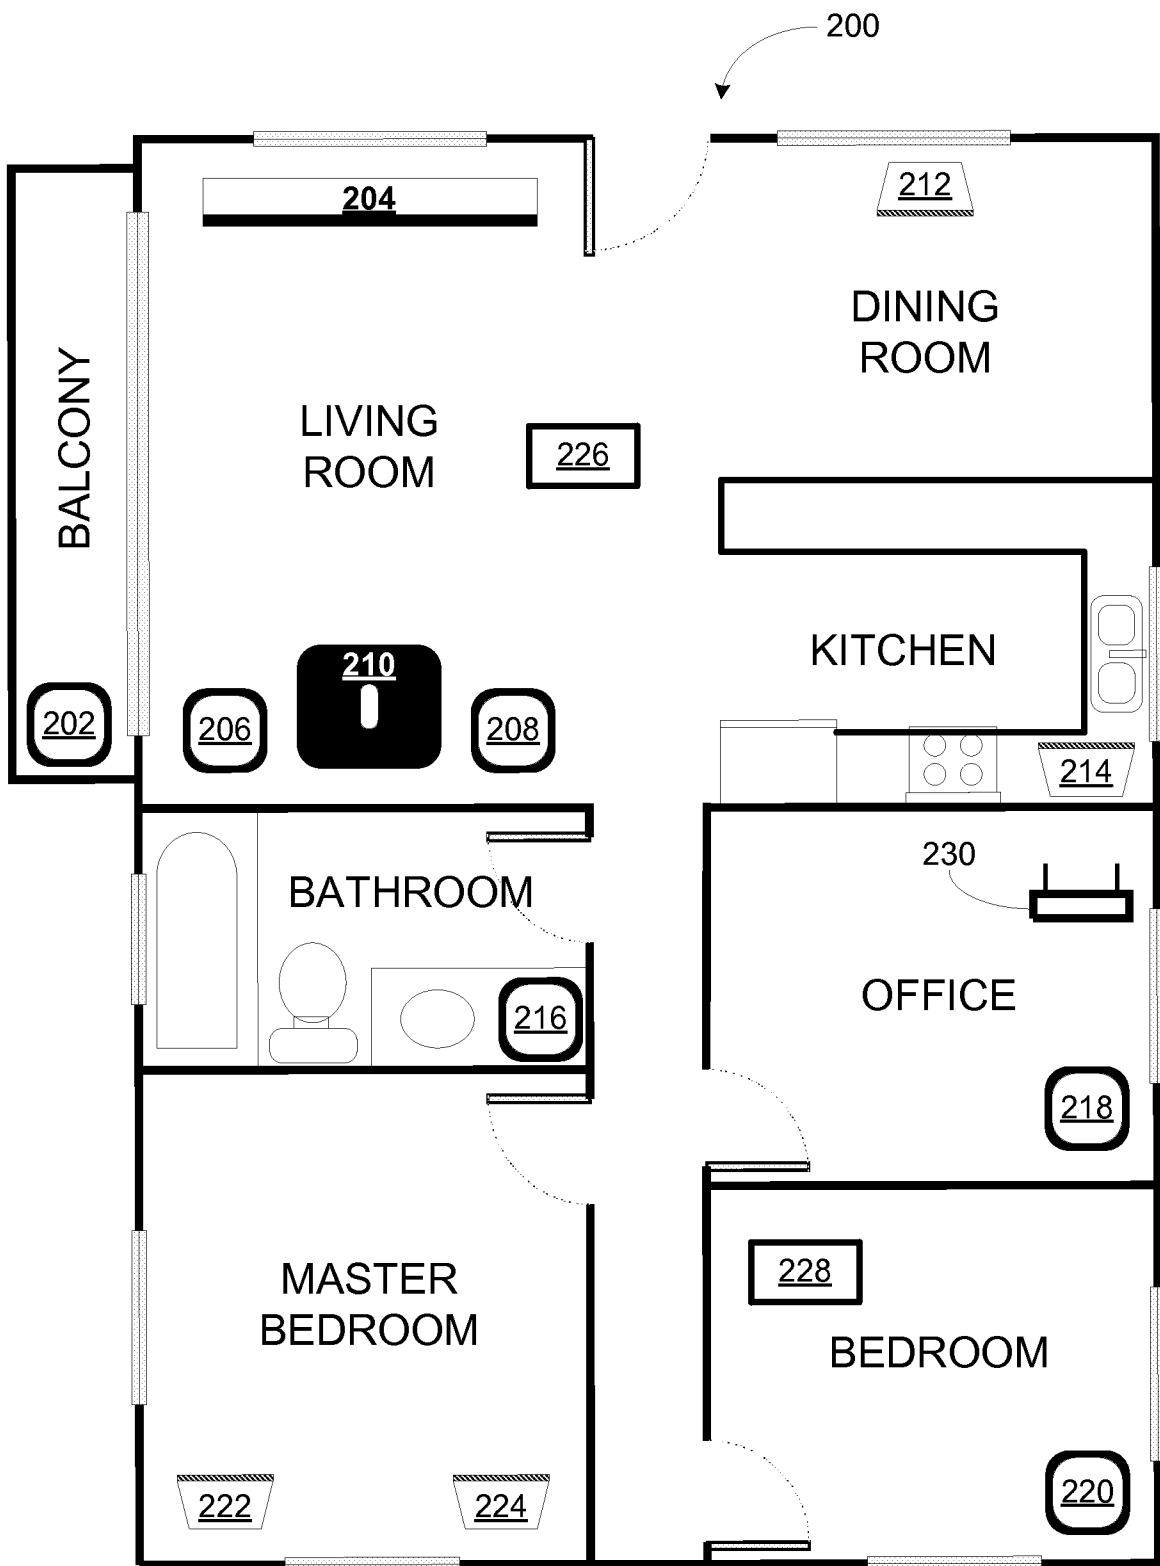 200
204
212
DINING
ROOM
BALCONY
LIVING
ROOM
226
KITCHEN
210
202
206
208
214
230
BATHROOM
OFFICE
216
218
MASTER
BEDROOM
228
BEDROOM
222
224
220